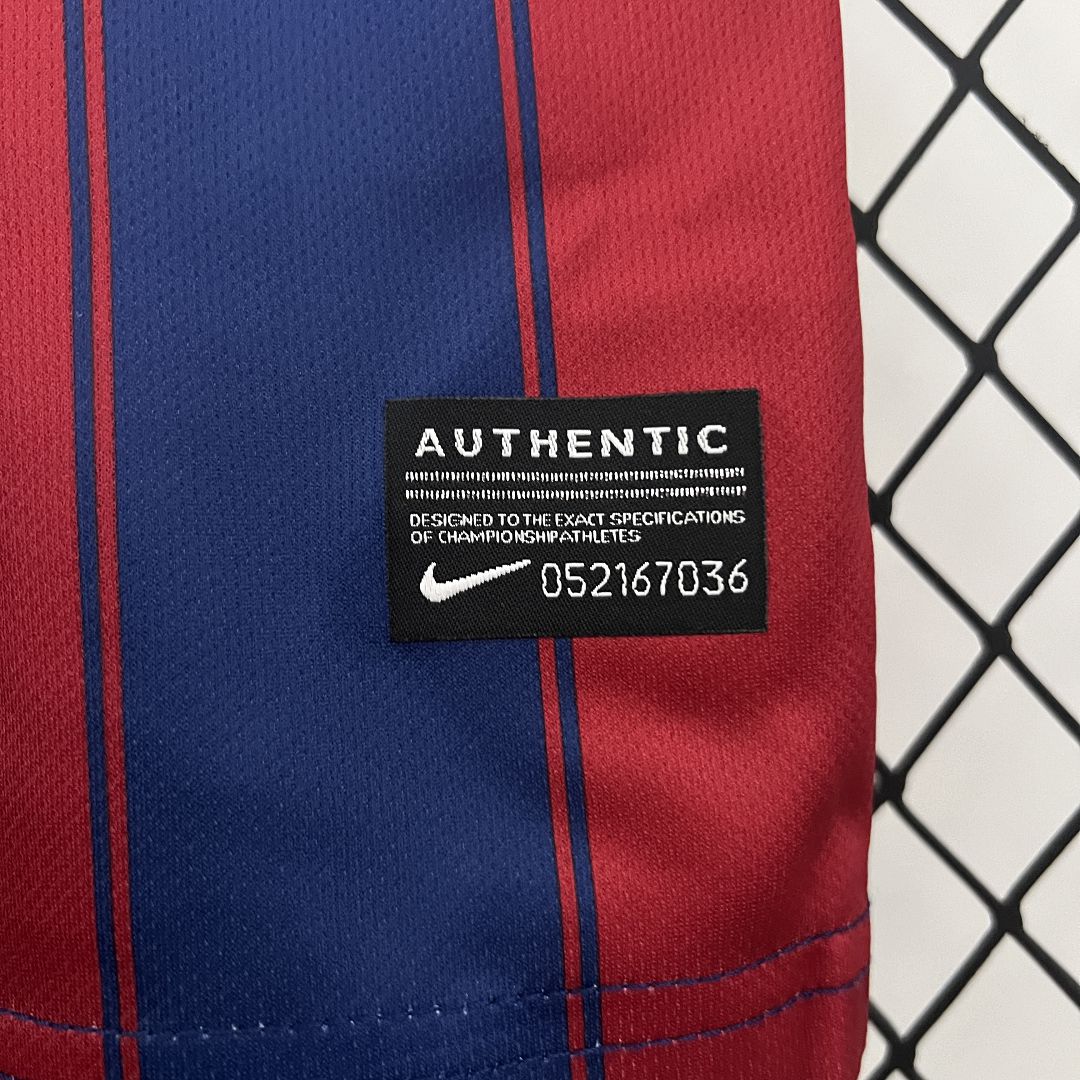 AUTHENTIC
DESIGNED TO THE EXACT SPECIFICATIONS
OF CHAMPIONSHIPATHLETES
052167036